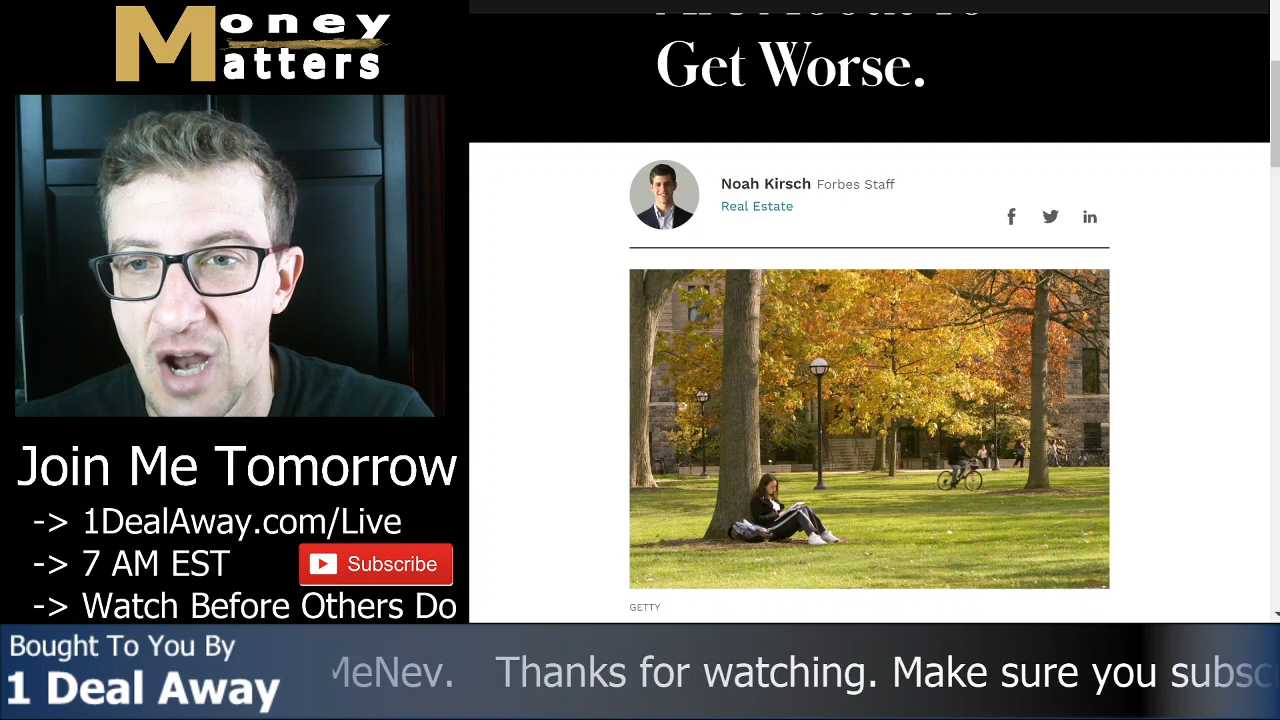 Money
Matters
Get Worse.
Noah Kirsch Forbes Staff
Real Estate
GETTY
Join Me Tomorrow
-> 1DealAway.com/Live
-> 7 AM EST
Subscribe
-> Watch Before Others Do
Bought To You By
1 Deal Away
MeNev. Thanks for watching. Make sure you subsc